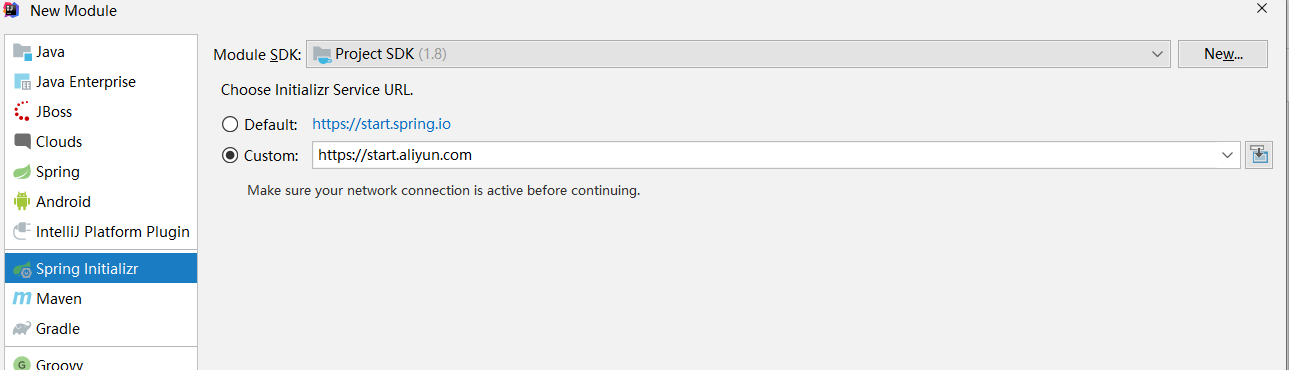 New Module
Java
Java Enterprise
JBoss
Clouds
Spring
Android
IntelliJ Platform Plugin
Spring Initializr
Maven
Gradle
Groovy
Module SDK: Project SDK (1.8) New...
Choose Initializr Service URL.
Default: https://start.spring.io
Custom: https://start.aliyun.com
Make sure your network connection is active before continuing.